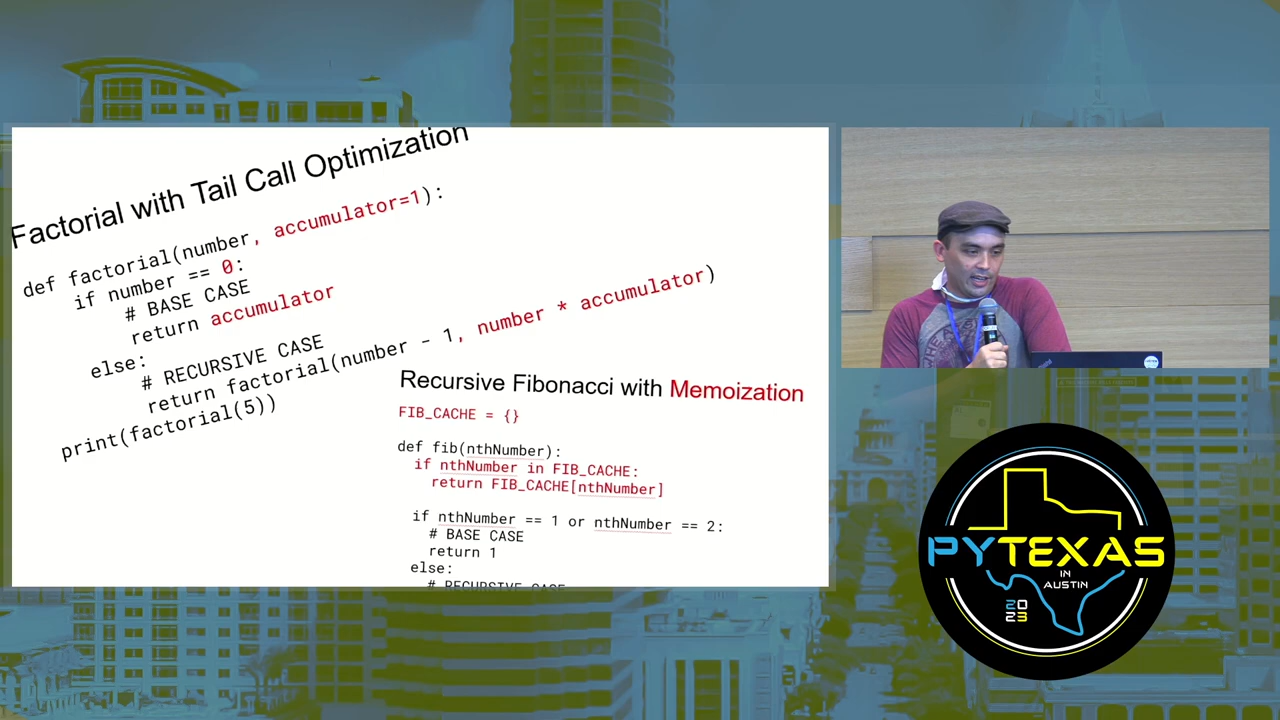 Factorial with Tail Call Optimization
def factorial(number, accumulator=1):
if number == 0:
# BASE CASE
return accumulator
else:
# RECURSIVE CASE
return factorial(number - 1, number * accumulator)
print(factorial(5))
Recursive Fibonacci with Memoization
FIB_CACHE = {}
def fib(nthNumber):
if nthNumber in FIB_CACHE:
return FIB_CACHE[nthNumber]
if nthNumber == 1 or nthNumber == 2:
# BASE CASE
return 1
else:
# RECURSIVE CASE
PYTEXAS
IN
AUSTIN
20
23